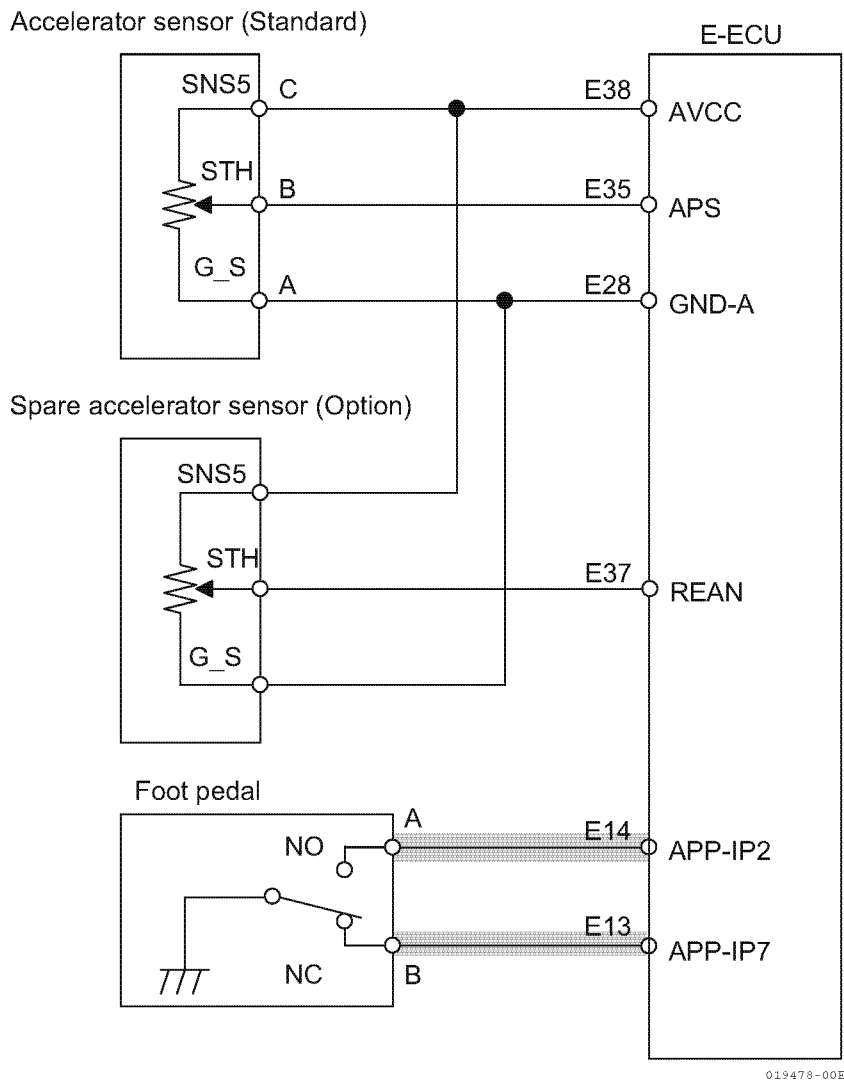 Accelerator sensor (Standard)
E-ECU
SNS5 C E38 AVCC
STH B E35 APS
G_S A E28 GND-A
Spare accelerator sensor (Option)
SNS5
STH E37 REAN
G_S
Foot pedal
A
NO E14 APP-IP2
E13 APP-IP7
NC B
019478-00E